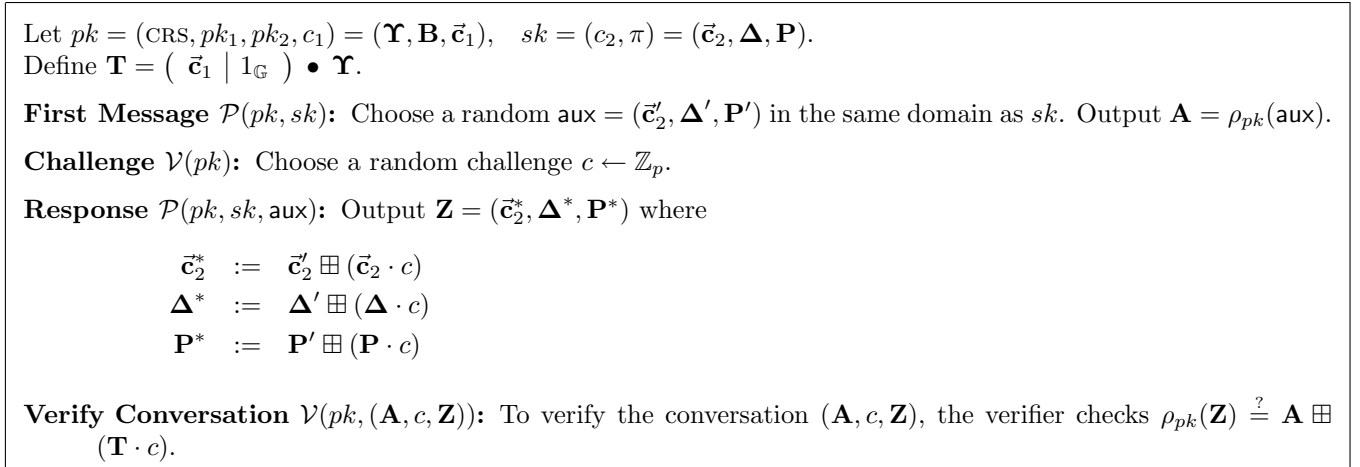 Let pk = (CRS, pk₁, pk₂, c₁) = (𝚼, 𝐁, 𝐜⃗₁), sk = (c₂, π) = (𝐜⃗₂, 𝚫, 𝐏).
Define 𝐓 = ( 𝐜⃗₁ | 1_𝔾 ) • 𝚼.
First Message 𝒫(pk, sk): Choose a random aux = (𝐜⃗′₂, 𝚫′, 𝐏′) in the same domain as sk. Output 𝐀 = ρ_pk(aux).
Challenge 𝒱(pk): Choose a random challenge c ← ℤ_p.
Response 𝒫(pk, sk, aux): Output 𝐙 = (𝐜⃗*₂, 𝚫*, 𝐏*) where
𝐜⃗*₂ := 𝐜⃗′₂ ⊞ (𝐜⃗₂ · c)
𝚫* := 𝚫′ ⊞ (𝚫 · c)
𝐏* := 𝐏′ ⊞ (𝐏 · c)
Verify Conversation 𝒱(pk, (𝐀, c, 𝐙)): To verify the conversation (𝐀, c, 𝐙), the verifier checks ρ_pk(𝐙) ≟ 𝐀 ⊞
(𝐓 · c).